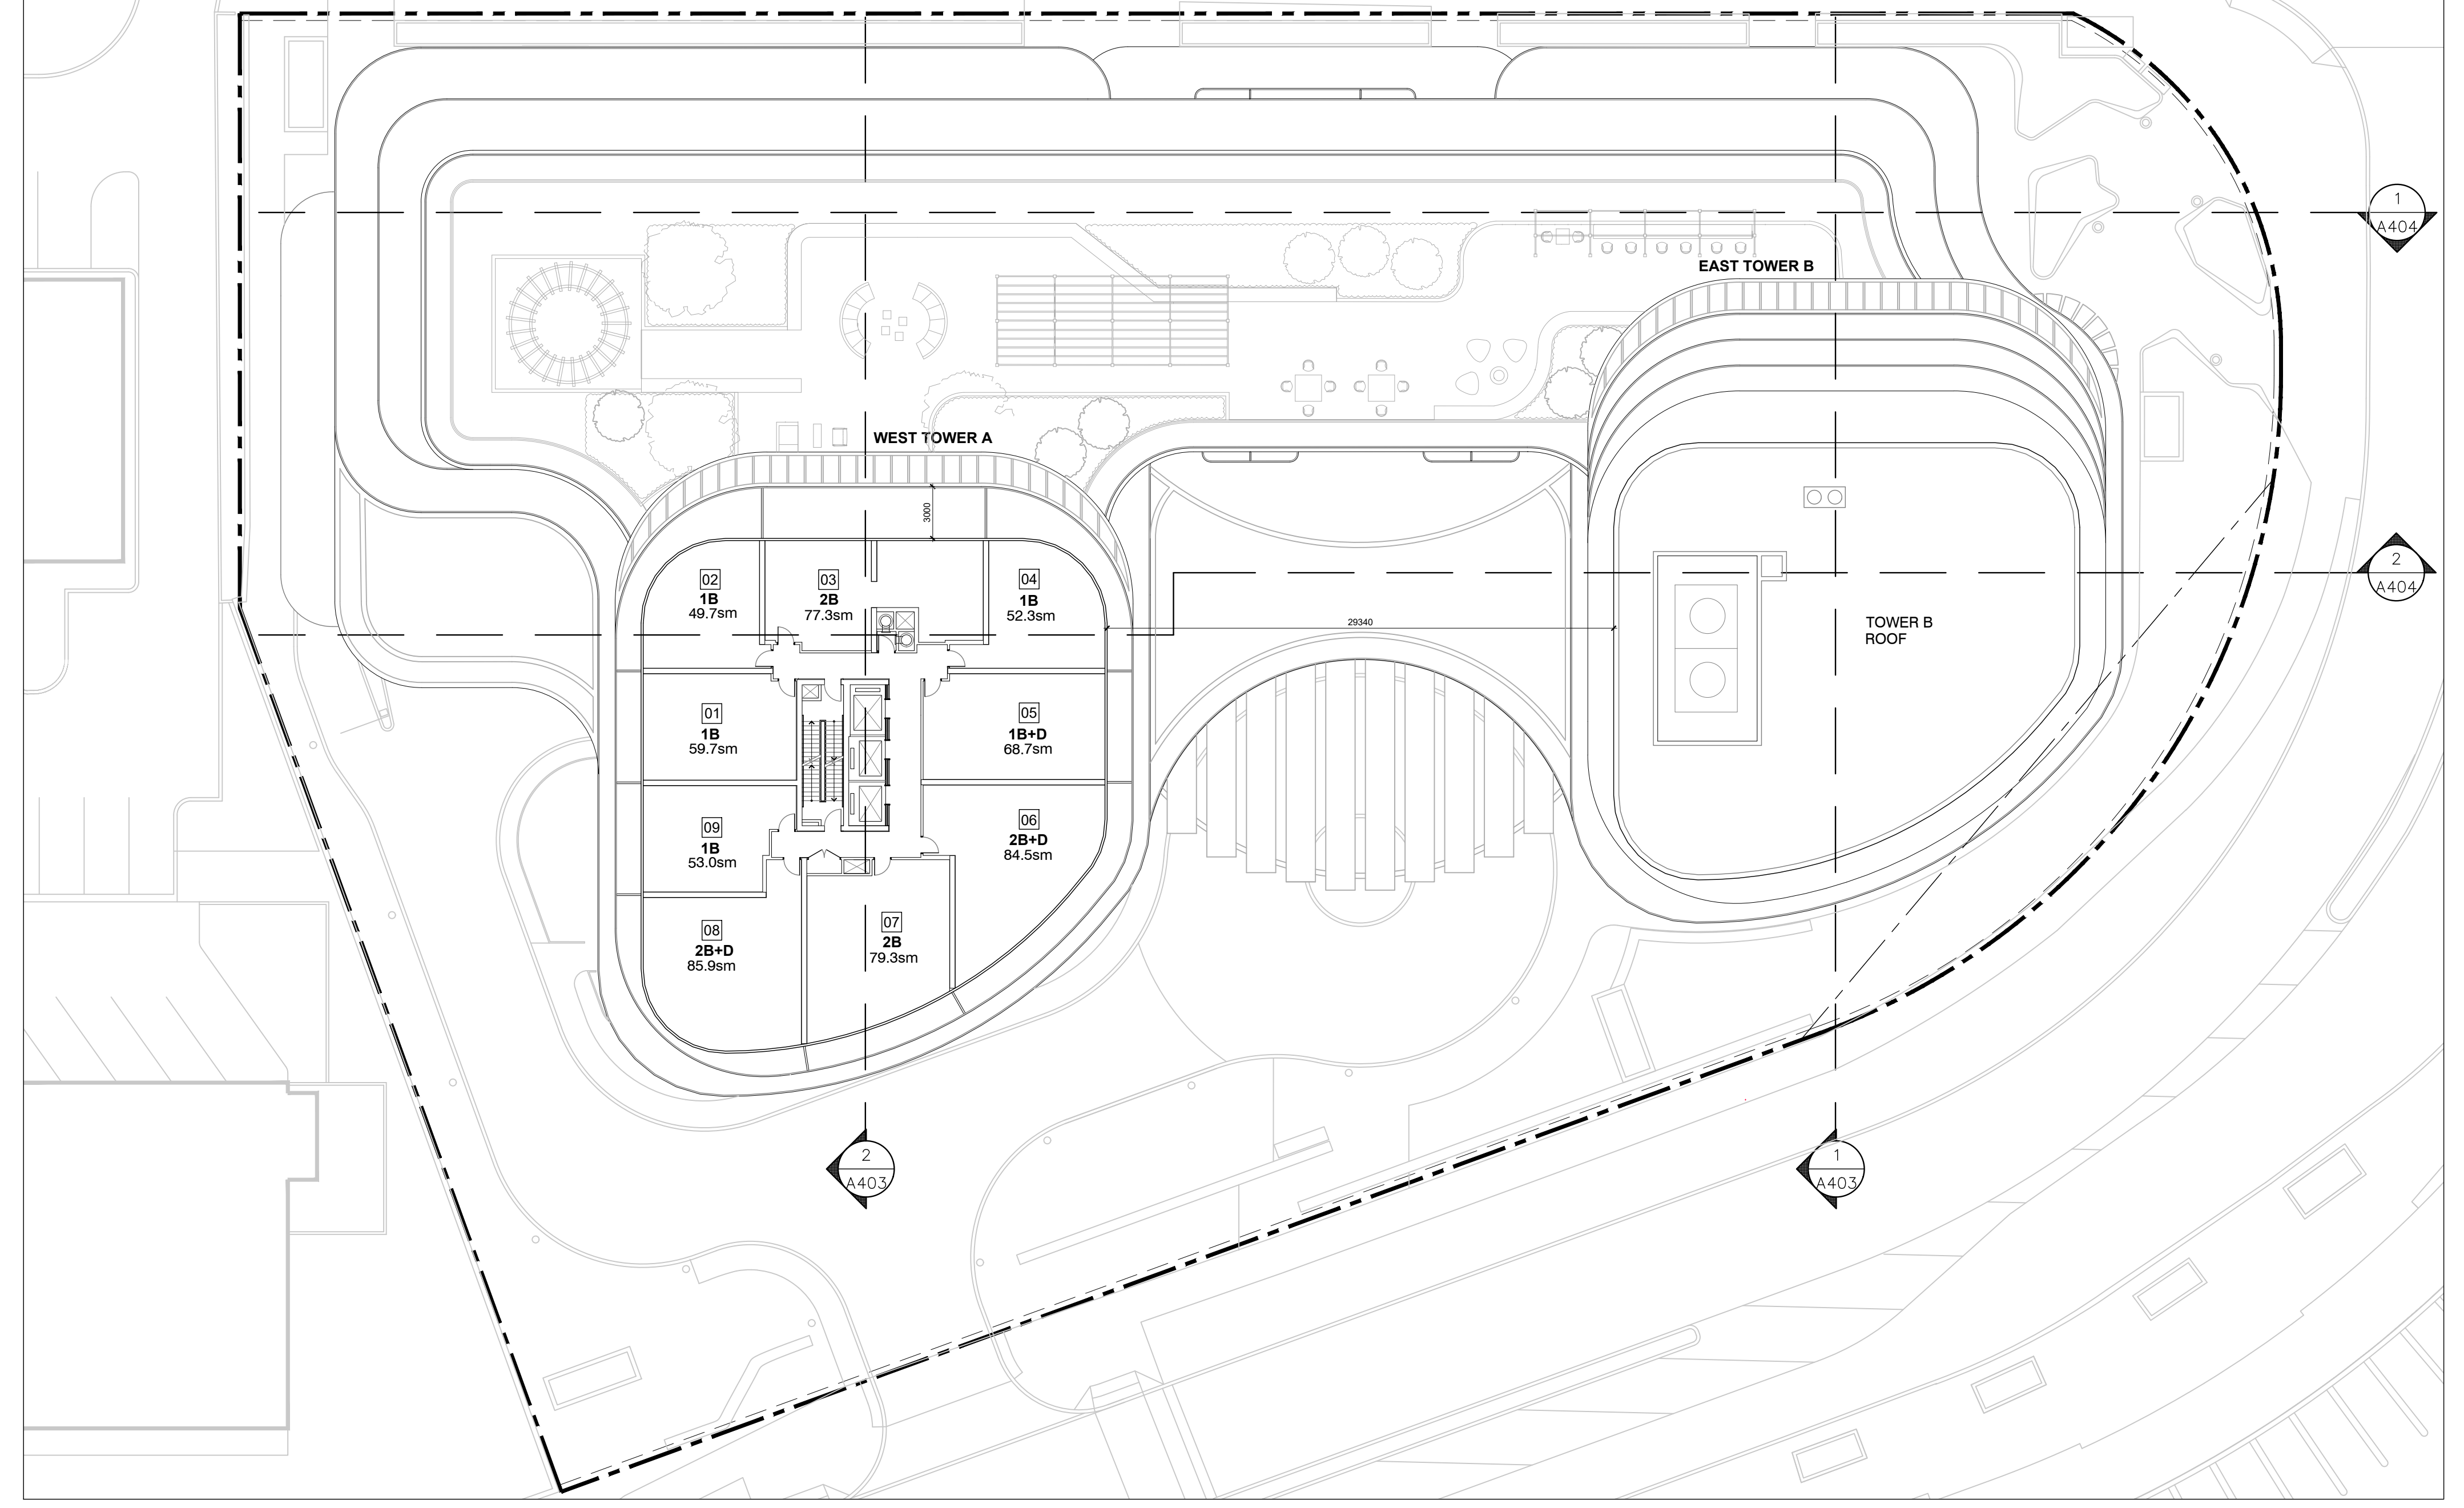 1
A404
EAST TOWER B
WEST TOWER A
3000
02
1B
49.7sm
03
2B
77.3sm
04
1B
52.3sm
2
A404
29340
TOWER B
ROOF
01
1B
59.7sm
05
1B+D
68.7sm
09
1B
53.0sm
06
2B+D
84.5sm
08
2B+D
85.9sm
07
2B
79.3sm
2
A403
1
A403